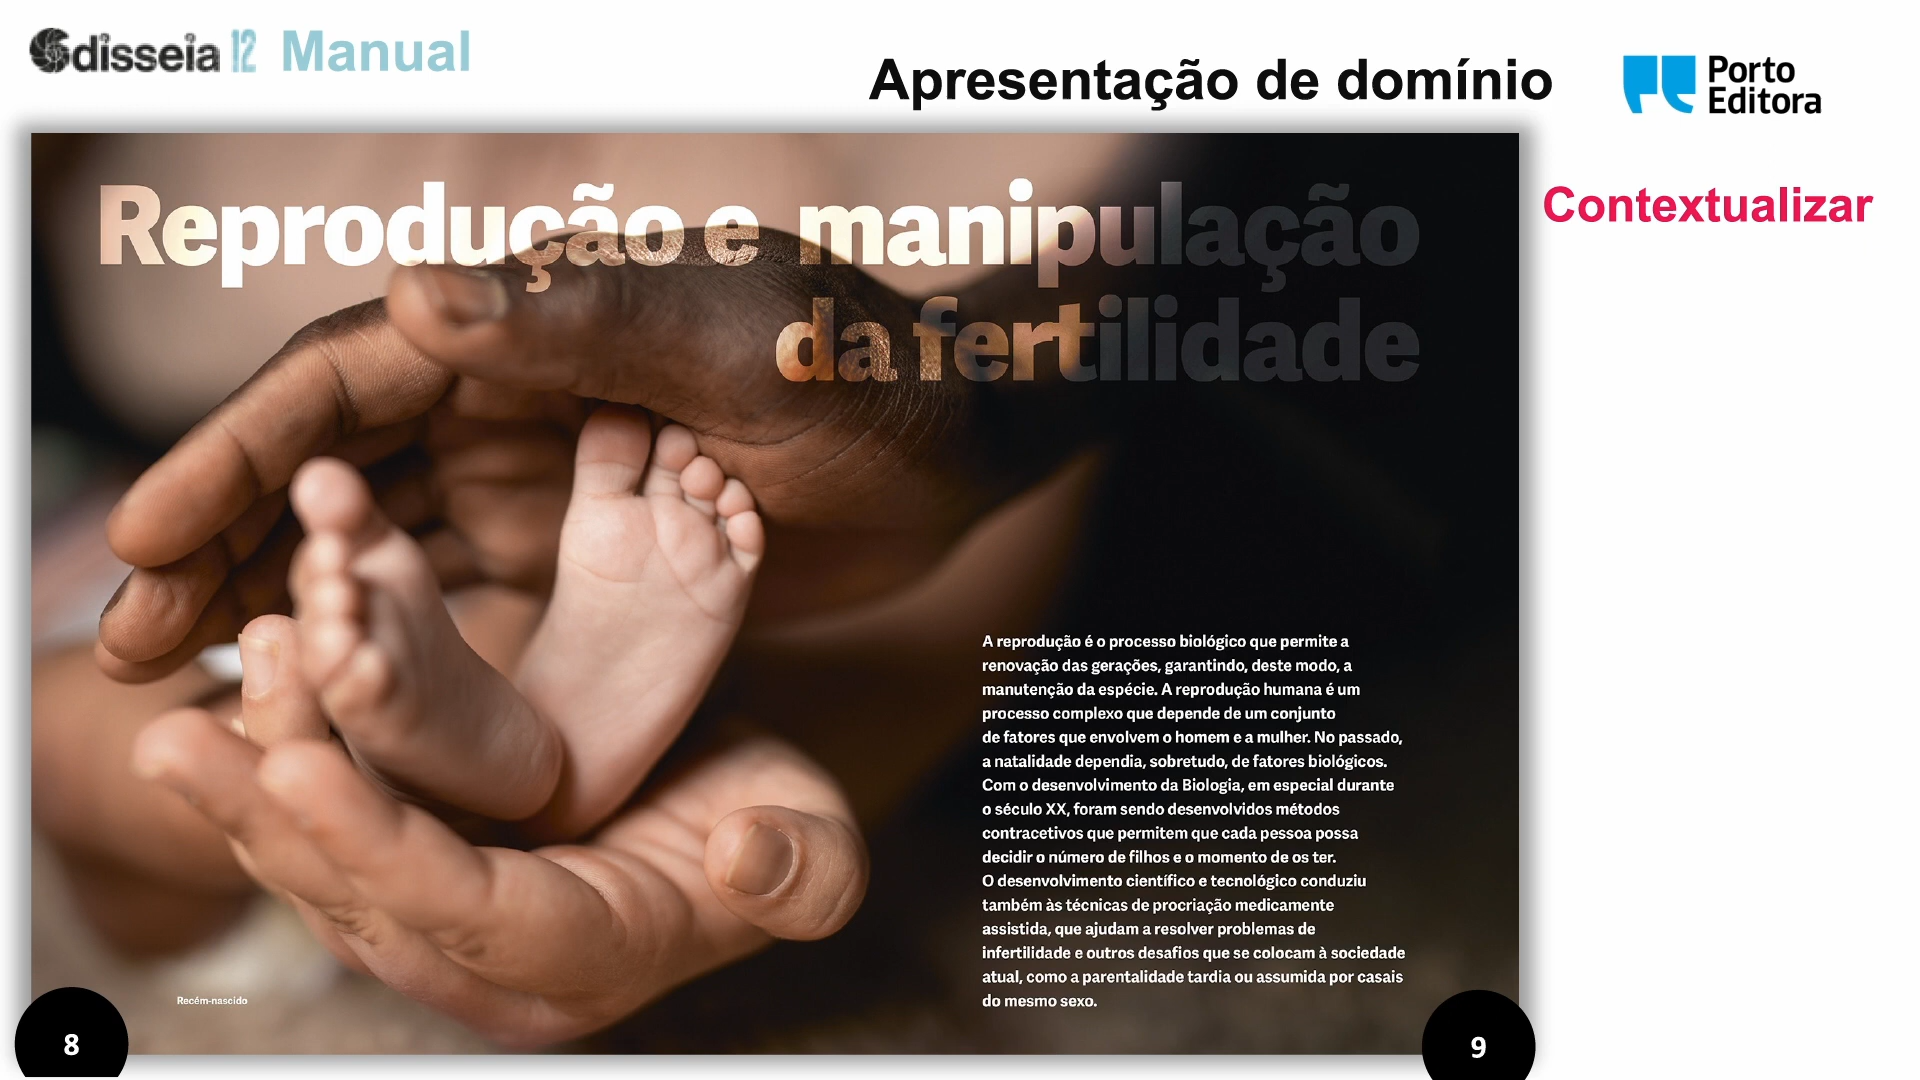 Odisseia 12 Manual
Apresentação de domínio
Porto
Editora
Contextualizar
Reprodução e manipulação
da fertilidade
A reprodução é o processo biológico que permite a
renovação das gerações, garantindo, deste modo, a
manutenção da espécie. A reprodução humana é um
processo complexo que depende de um conjunto
de fatores que envolvem o homem e a mulher. No passado,
a natalidade dependia, sobretudo, de fatores biológicos.
Com o desenvolvimento da Biologia, em especial durante
o século XX, foram sendo desenvolvidos métodos
contracetivos que permitem que cada pessoa possa
decidir o número de filhos e o momento de os ter.
O desenvolvimento científico e tecnológico conduziu
também às técnicas de procriação medicamente
assistida, que ajudam a resolver problemas de
infertilidade e outros desafios que se colocam à sociedade
atual, como a parentalidade tardia ou assumida por casais
do mesmo sexo.
Recém-nascido
8
9